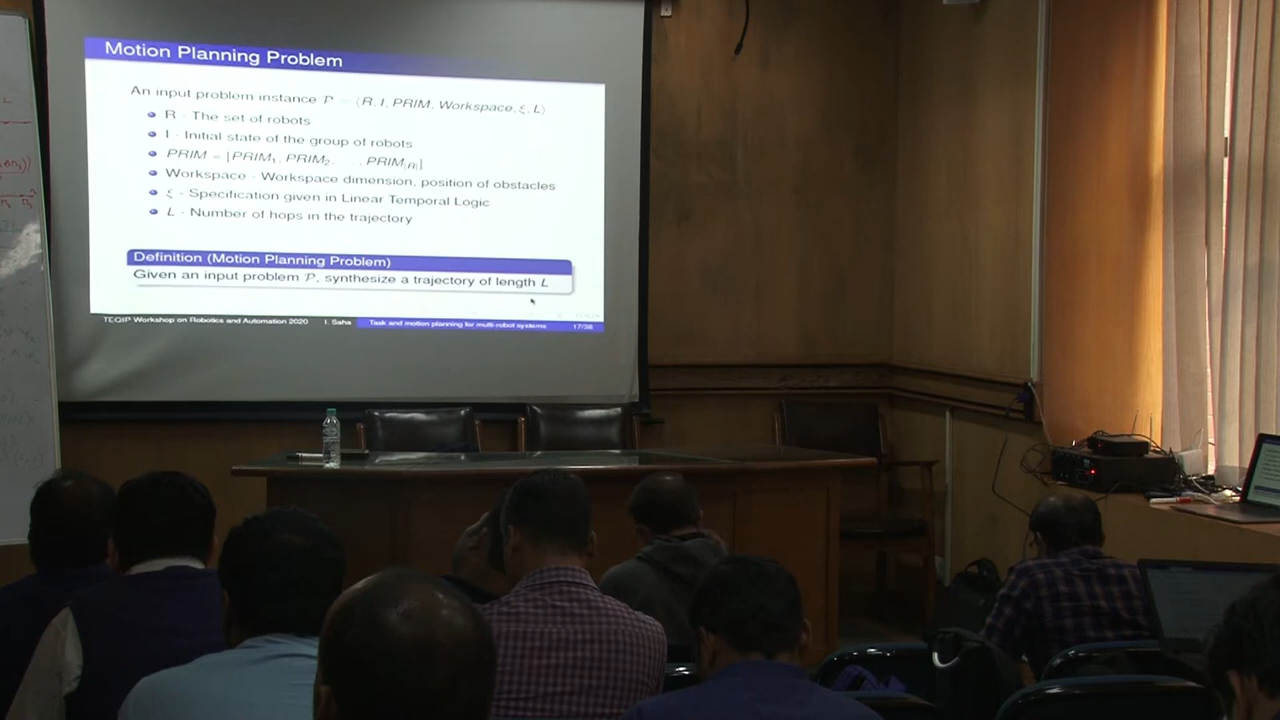 Motion Planning Problem
An input problem instance P = ⟨R, I, PRIM, Workspace, ξ, L⟩
R - The set of robots
I - Initial state of the group of robots
PRIM = [PRIM₁, PRIM₂, . . . , PRIM|R|]
Workspace - Workspace dimension, position of obstacles
ξ - Specification given in Linear Temporal Logic
L - Number of hops in the trajectory
Definition (Motion Planning Problem)
Given an input problem P, synthesize a trajectory of length L
TEQIP Workshop on Robotics and Automation 2020 I. Saha Task and motion planning for multi-robot systems 17/38